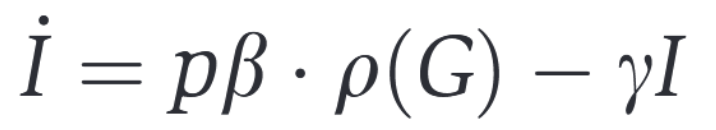 İ = pβ · ρ(G) − γI